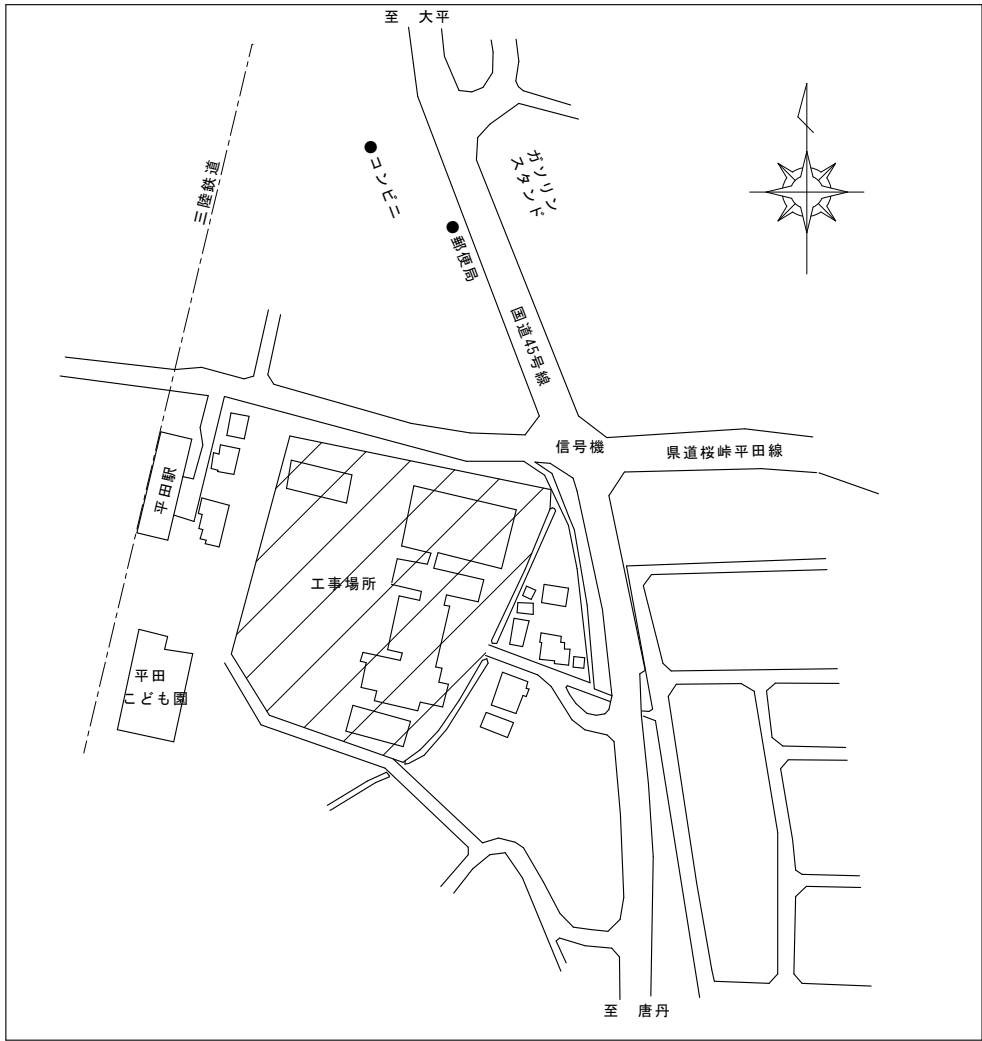 至　大平
三陸鉄道
コンビニ
ガソリン
スタンド
郵便局
国道45号線
信号機
県道桜峠平田線
平田駅
工事場所
平田
こども園
至　唐丹